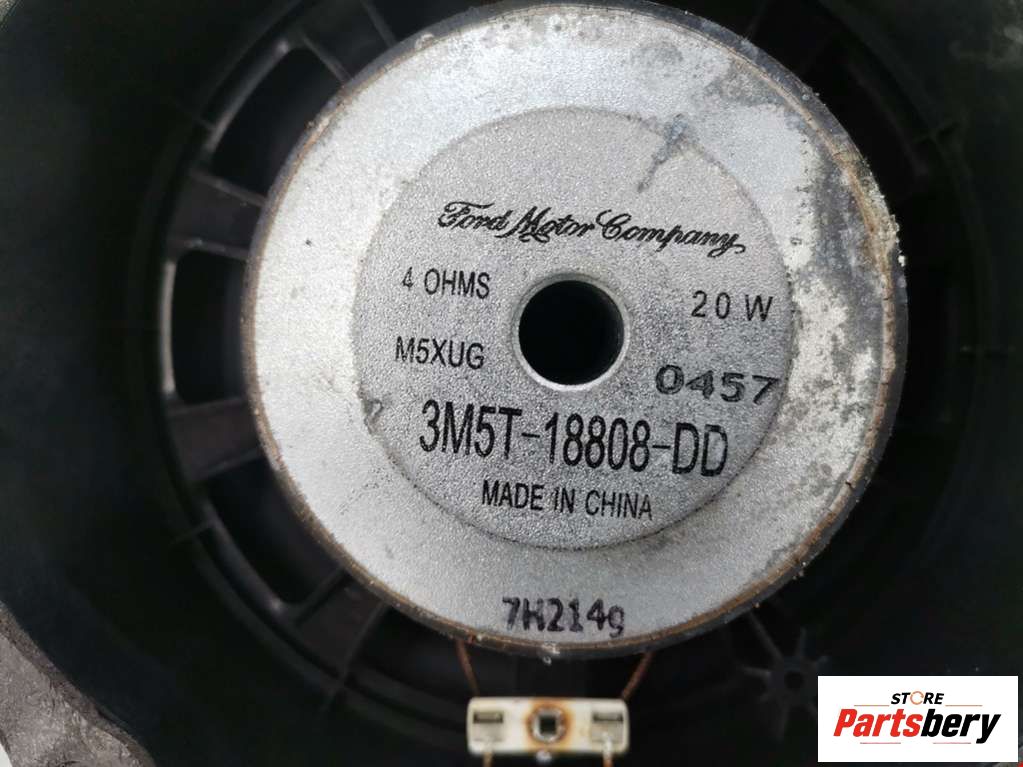 Ford Motor Company
4 OHMS
20 W
M5XUG
0457
3M5T-18808-DD
MADE IN CHINA
7H214g
STORE
Partsbery